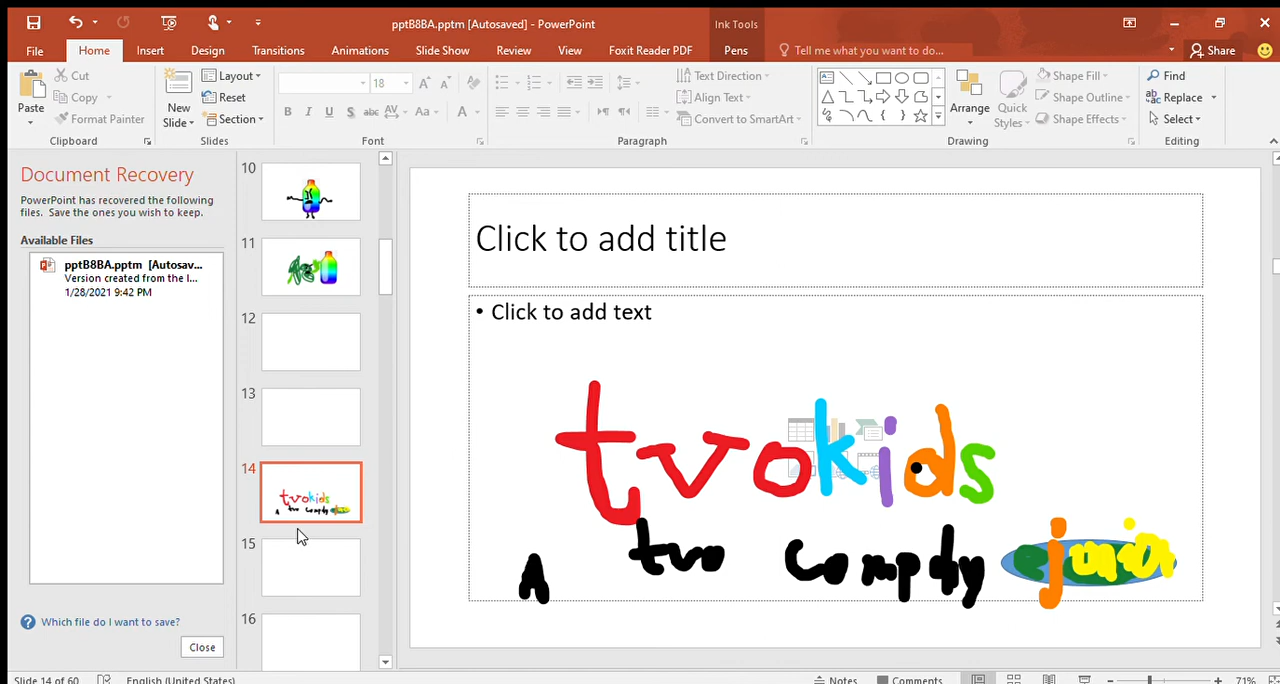 pptB8BA.pptm [Autosaved] - PowerPoint
Ink Tools
File Home Insert Design Transitions Animations Slide Show Review View Foxit Reader PDF Pens Tell me what you want to do... Share
Paste
Cut
Copy
Format Painter
Clipboard
New Slide
Layout
Reset
Section
Slides
18
B I U S abc AV Aa A
Font
Text Direction
Align Text
Convert to SmartArt
Paragraph
Arrange
Quick Styles
Shape Fill
Shape Outline
Shape Effects
Drawing
Find
Replace
Select
Editing
Document Recovery
PowerPoint has recovered the following
files. Save the ones you wish to keep.
Available Files
pptB8BA.pptm [Autosav...
Version created from the l...
1/28/2021 9:42 PM
Which file do I want to save?
Close
10
11
12
13
14
15
16
Click to add title
• Click to add text
tvokids
A tvo compdy
Slide 14 of 60
English (United States)
Notes
Comments
71%